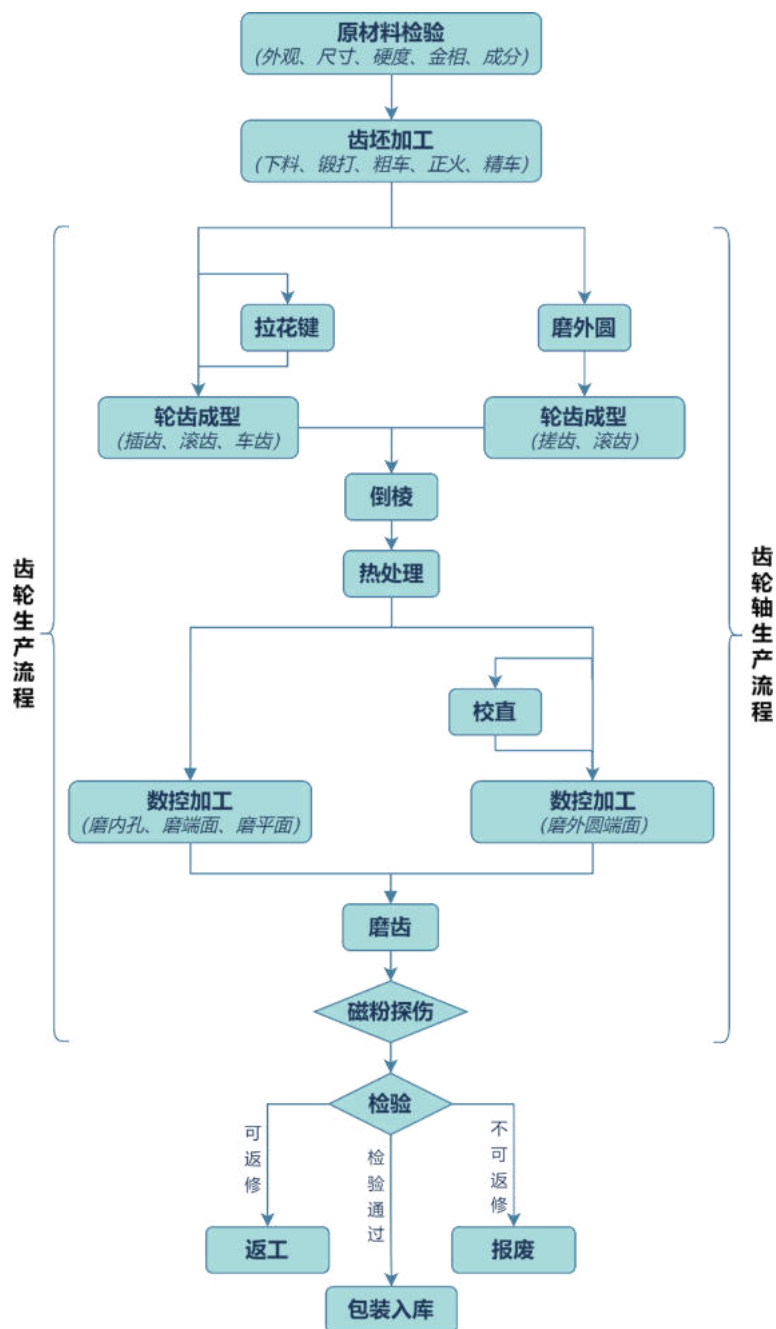 原材料检验
(外观、尺寸、硬度、金相、成分)
齿坯加工
(下料、锻打、粗车、正火、精车)
拉花键
磨外圆
轮齿成型
(插齿、滚齿、车齿)
轮齿成型
(搓齿、滚齿)
倒棱
热处理
齿轮生产流程
齿轮轴生产流程
校直
数控加工
(磨内孔、磨端面、磨平面)
数控加工
(磨外圆端面)
磨齿
磁粉探伤
检验
可返修
检验通过
不可返修
返工
报废
包装入库